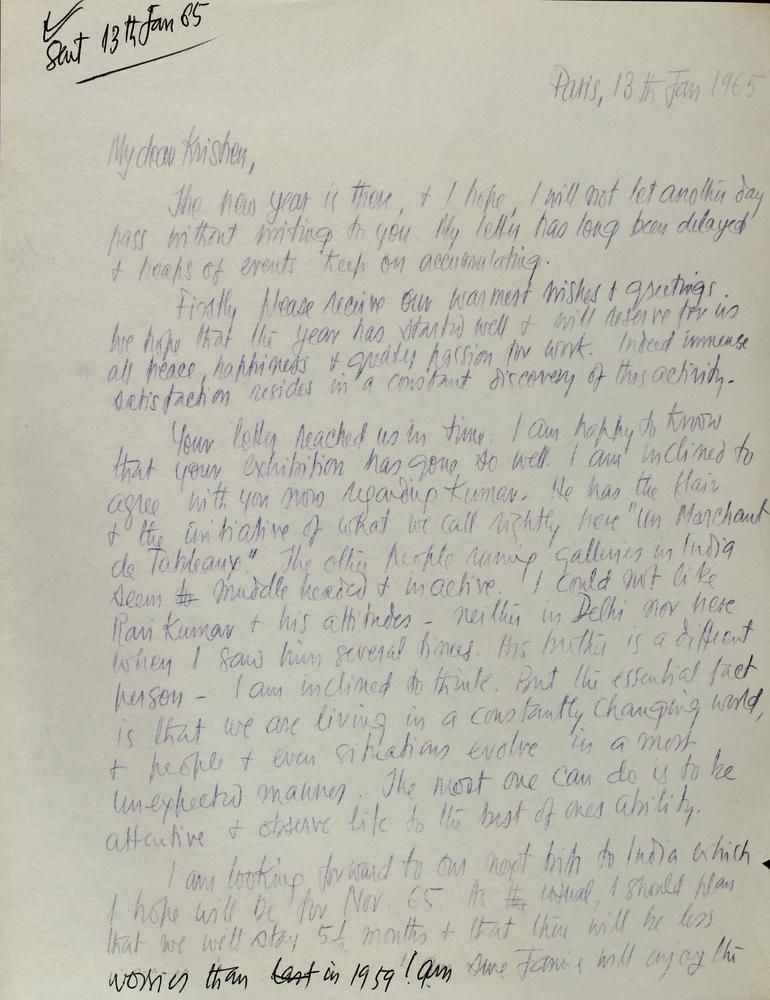 Sent 13th Jan 65
Paris, 13th Jan 1965
My dear Krishen,
The new year is there, + I hope, I will not let another day
pass without writing to you. My letter has long been delayed
+ heaps of events keep on accumulating.
Firstly please receive our warmest wishes + greetings.
We hope that the year has started well + will reserve for us
all peace, happiness + greater passion for work. Indeed immense
satisfaction resides in a constant discovery of this activity.
Your letter reached us in time. I am happy to know
that your exhibition has gone so well. I am inclined to
agree with you now regarding Kumar. He has the flair
+ the initiative of what we call rightly here "Un Marchant
de Tableaux." The other people running galleries in India
seem to muddle headed + inactive. I could not like
Ravi Kumar + his attitudes - neither in Delhi nor here
when I saw him several times. His brother is a different
person - I am inclined to think. But the essential fact
is that we are living in a constantly changing world,
+ people + even situations evolve in a most
unexpected manner. The most one can do is to be
attentive + observe life to the best of ones ability.
I am looking forward to our next trip to India which
I hope will be for Nov. 65. As the usual, I should plan
that we will stay 5½ months + that there will be less
worries than last in 1959! I am sure Janine will enjoy the